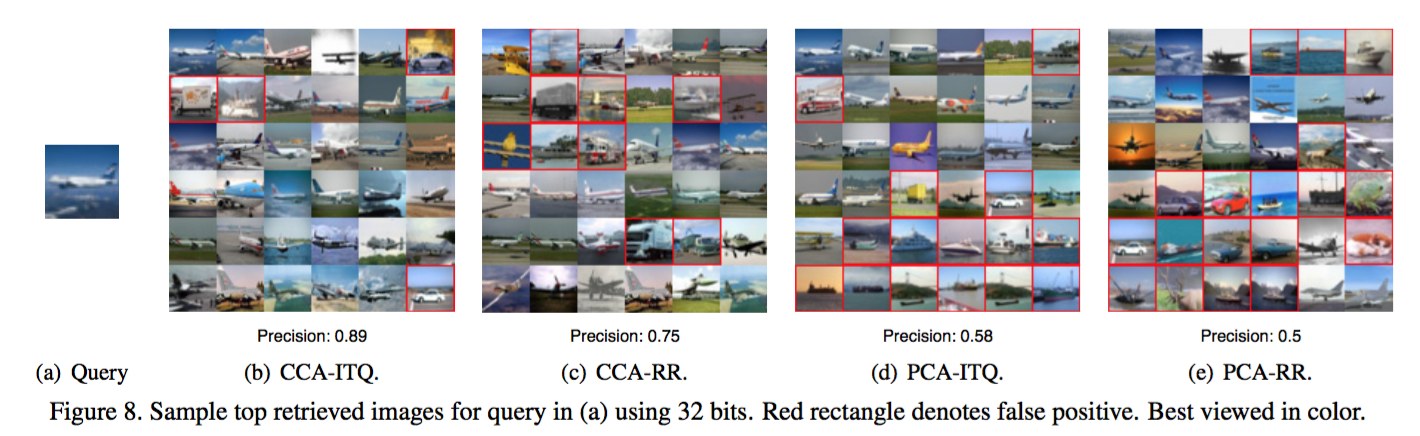 Precision: 0.89
Precision: 0.75
Precision: 0.58
Precision: 0.5
(a) Query
(b) CCA-ITQ.
(c) CCA-RR.
(d) PCA-ITQ.
(e) PCA-RR.
Figure 8. Sample top retrieved images for query in (a) using 32 bits. Red rectangle denotes false positive. Best viewed in color.